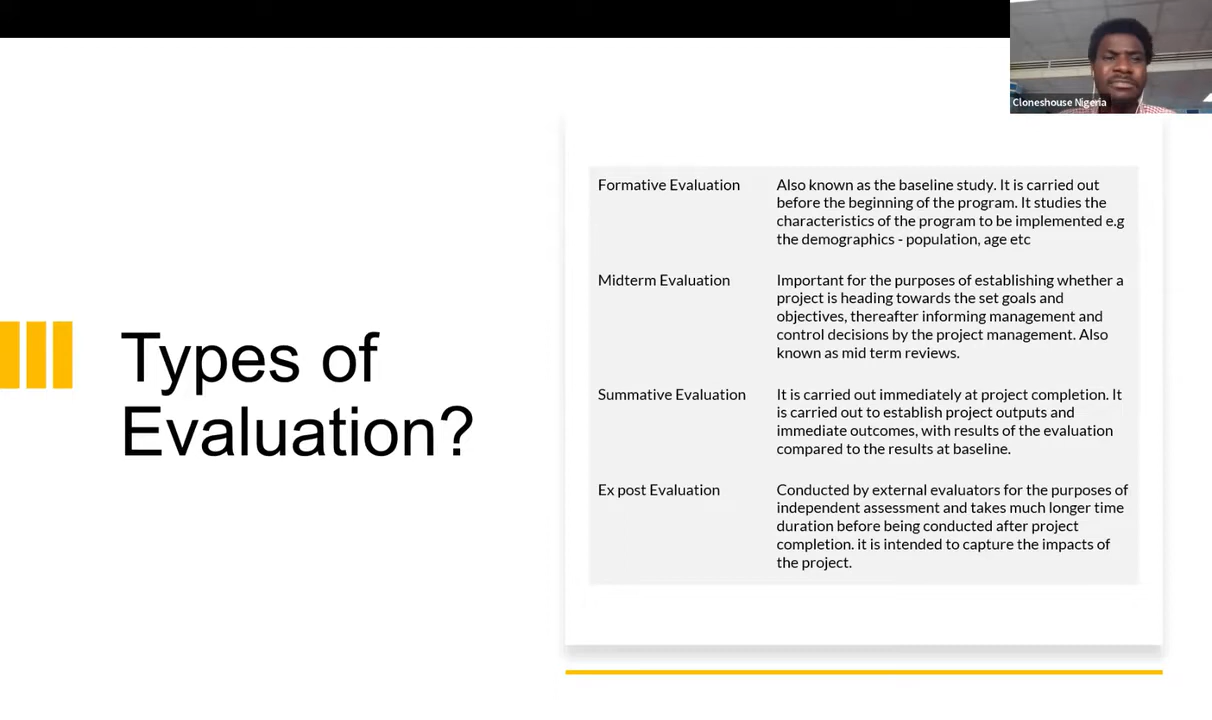 Cloneshouse Nigeria
Types of
Evaluation?
Formative Evaluation
Also known as the baseline study. It is carried out
before the beginning of the program. It studies the
characteristics of the program to be implemented e.g
the demographics - population, age etc
Midterm Evaluation
Important for the purposes of establishing whether a
project is heading towards the set goals and
objectives, thereafter informing management and
control decisions by the project management. Also
known as mid term reviews.
Summative Evaluation
It is carried out immediately at project completion. It
is carried out to establish project outputs and
immediate outcomes, with results of the evaluation
compared to the results at baseline.
Ex post Evaluation
Conducted by external evaluators for the purposes of
independent assessment and takes much longer time
duration before being conducted after project
completion. it is intended to capture the impacts of
the project.